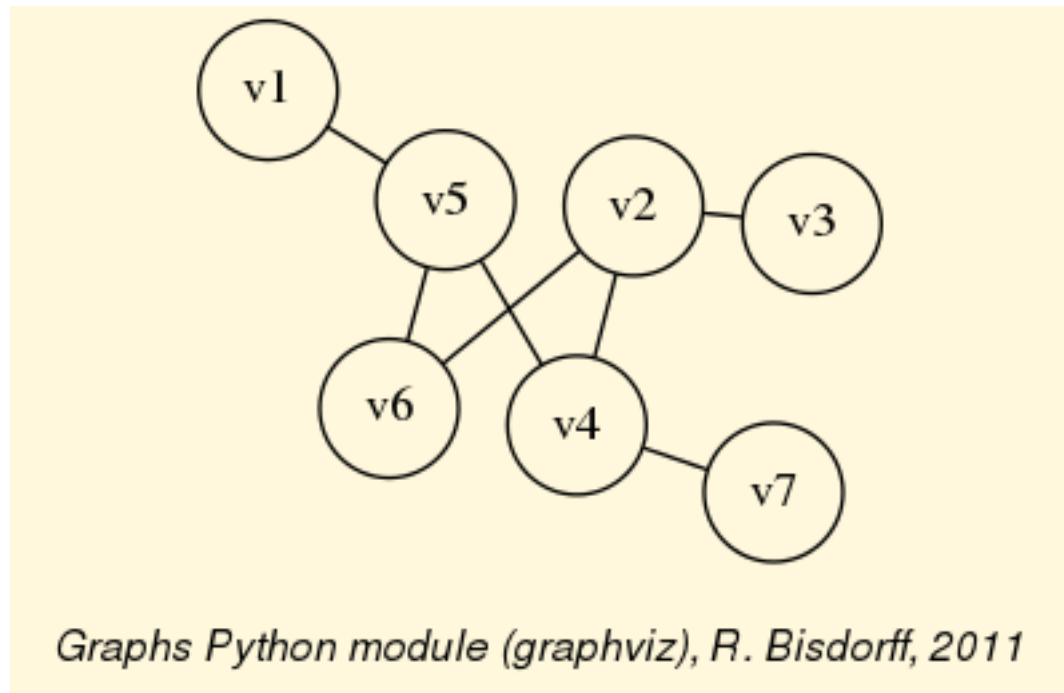 v1
v5
v2
v3
v6
v4
v7
Graphs Python module (graphviz), R. Bisdorff, 2011